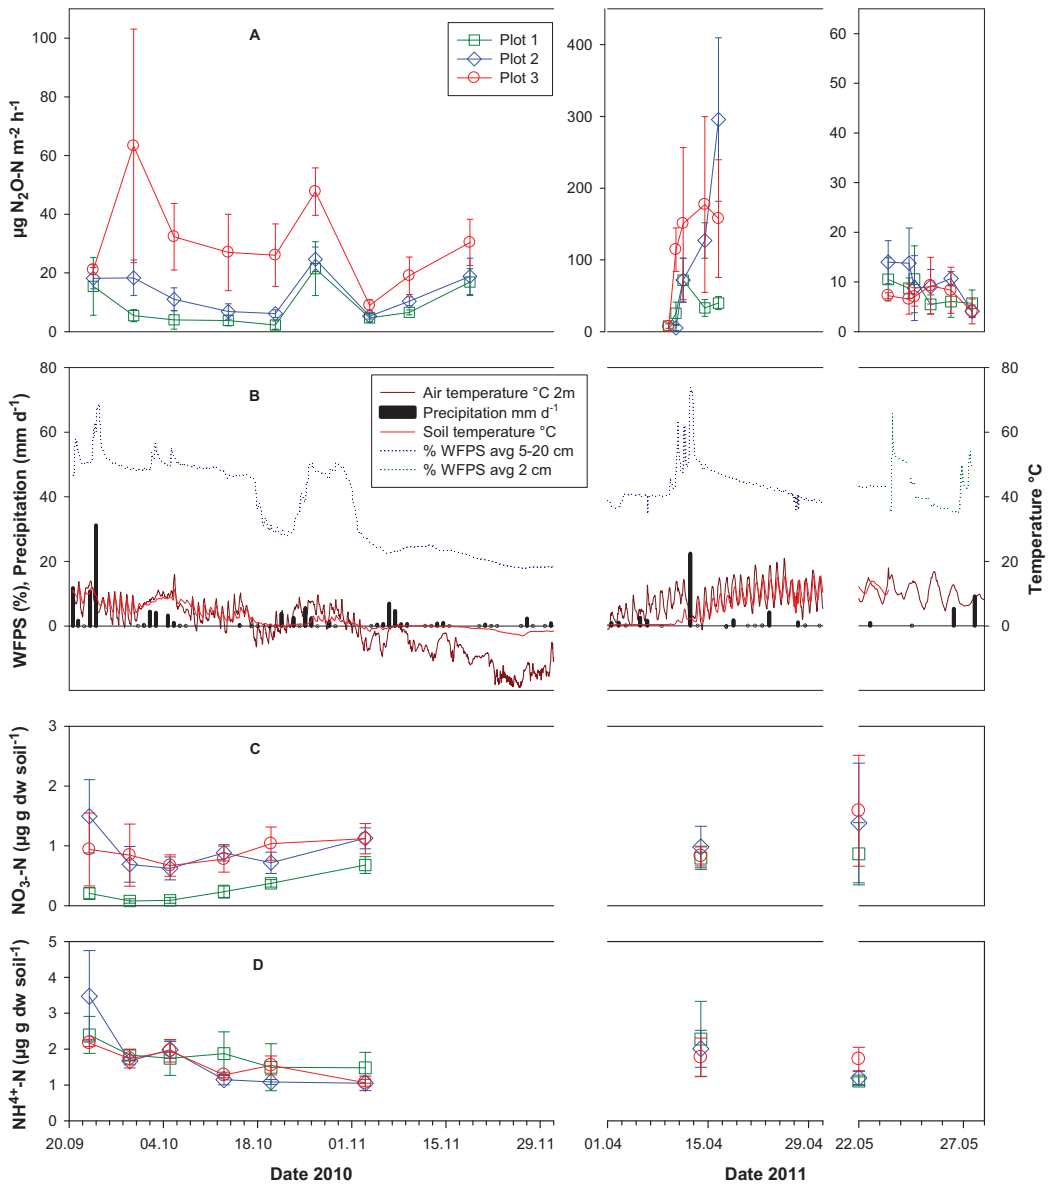 A
Plot 1
Plot 2
Plot 3
µg N2O-N m-2 h-1
100
80
60
40
20
0
400
300
200
100
0
60
50
40
30
20
10
0
B
Air temperature °C 2m
Precipitation mm d-1
Soil temperature °C
% WFPS avg 5-20 cm
% WFPS avg 2 cm
WFPS (%), Precipitation (mm d-1)
80
60
40
20
0
80
60
40
20
0
Temperature °C
C
NO3--N (µg g dw soil-1)
3
2
1
0
D
NH4+-N (µg g dw soil-1)
5
4
3
2
1
0
20.09 04.10 18.10 01.11 15.11 29.11
01.04 15.04 29.04
22.05 27.05
Date 2010
Date 2011